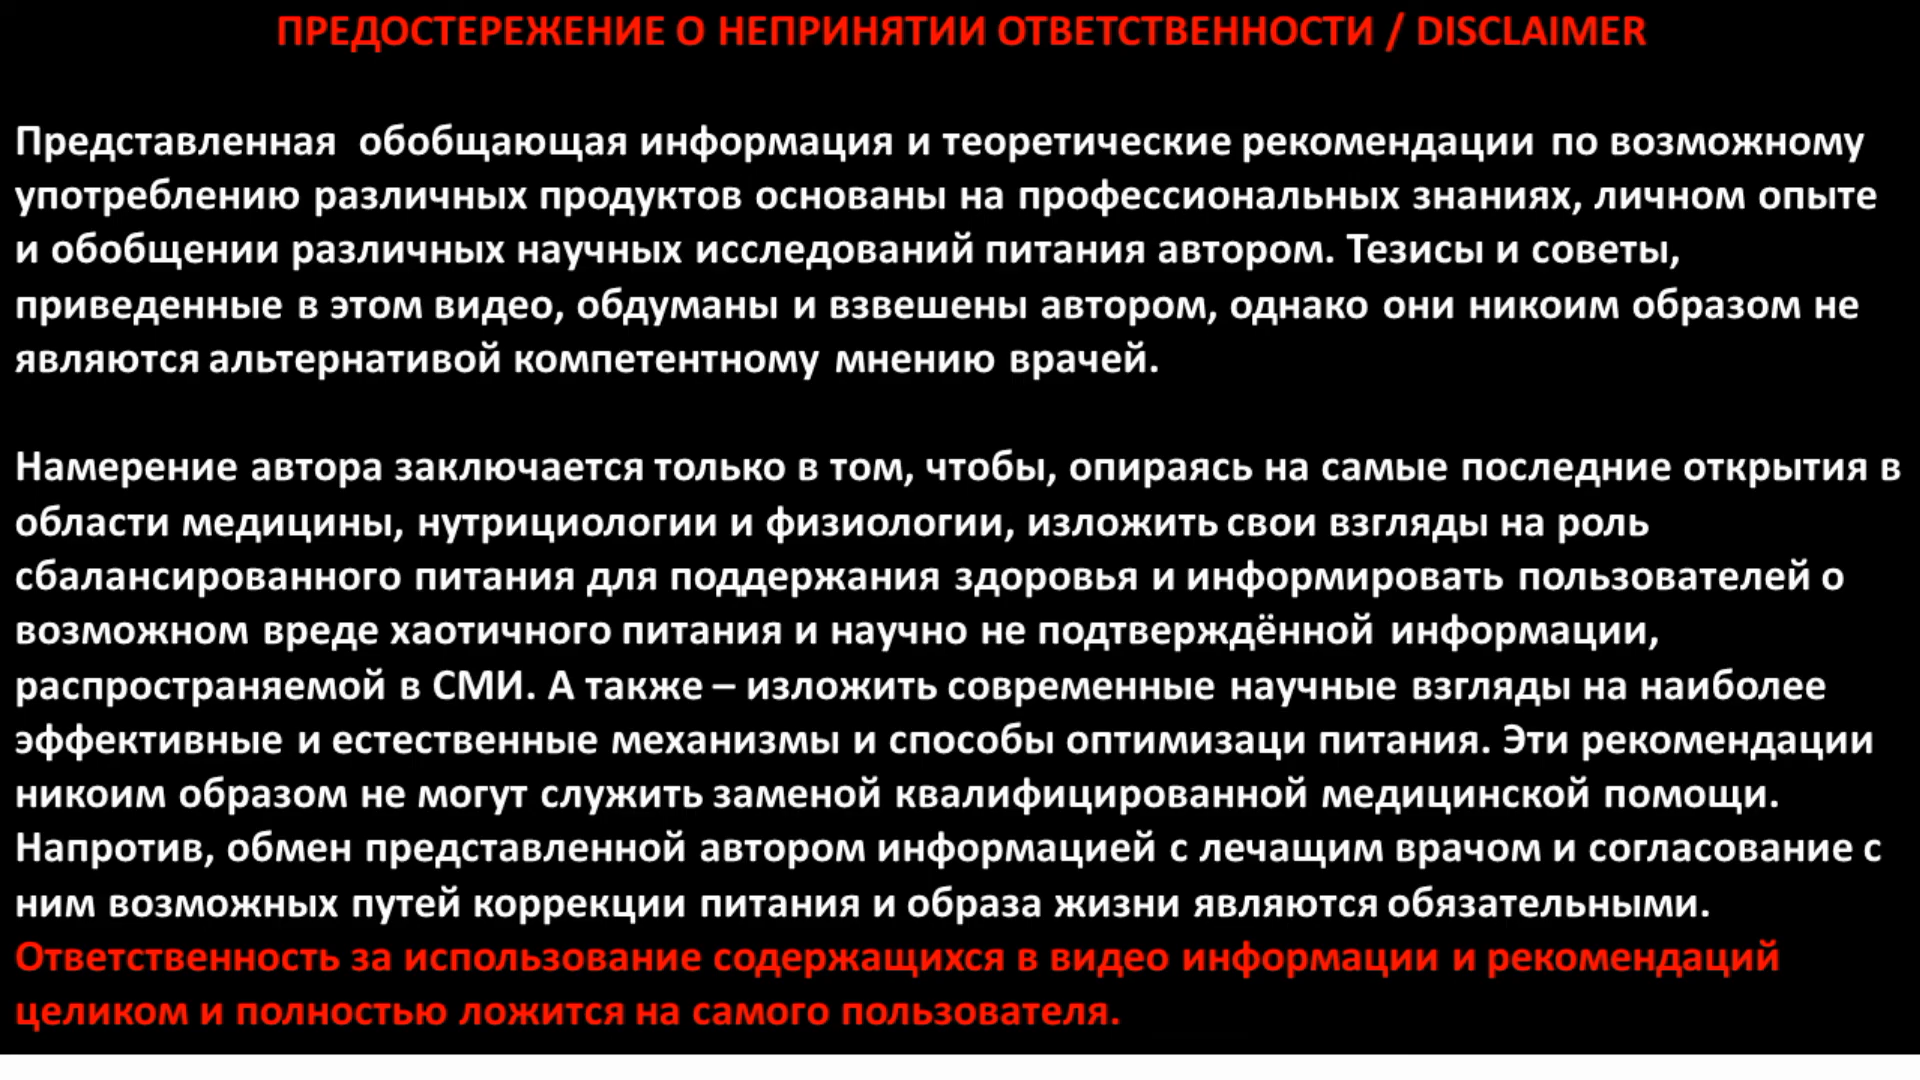 ПРЕДОСТЕРЕЖЕНИЕ О НЕПРИНЯТИИ ОТВЕТСТВЕННОСТИ / DISCLAIMER
Представленная обобщающая информация и теоретические рекомендации по возможному
употреблению различных продуктов основаны на профессиональных знаниях, личном опыте
и обобщении различных научных исследований питания автором. Тезисы и советы,
приведенные в этом видео, обдуманы и взвешены автором, однако они никоим образом не
являются альтернативой компетентному мнению врачей.
Намерение автора заключается только в том, чтобы, опираясь на самые последние открытия в
области медицины, нутрициологии и физиологии, изложить свои взгляды на роль
сбалансированного питания для поддержания здоровья и информировать пользователей о
возможном вреде хаотичного питания и научно не подтверждённой информации,
распространяемой в СМИ. А также – изложить современные научные взгляды на наиболее
эффективные и естественные механизмы и способы оптимизаци питания. Эти рекомендации
никоим образом не могут служить заменой квалифицированной медицинской помощи.
Напротив, обмен представленной автором информацией с лечащим врачом и согласование с
ним возможных путей коррекции питания и образа жизни являются обязательными.
Ответственность за использование содержащихся в видео информации и рекомендаций
целиком и полностью ложится на самого пользователя.